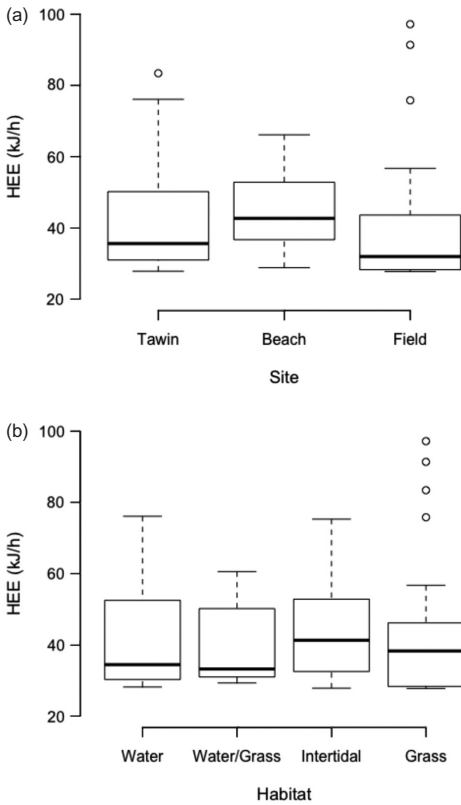 (a)
100
80
60
40
20
HEE (kJ/h)
Tawin Beach Field
Site
(b)
100
80
60
40
20
HEE (kJ/h)
Water Water/Grass Intertidal Grass
Habitat